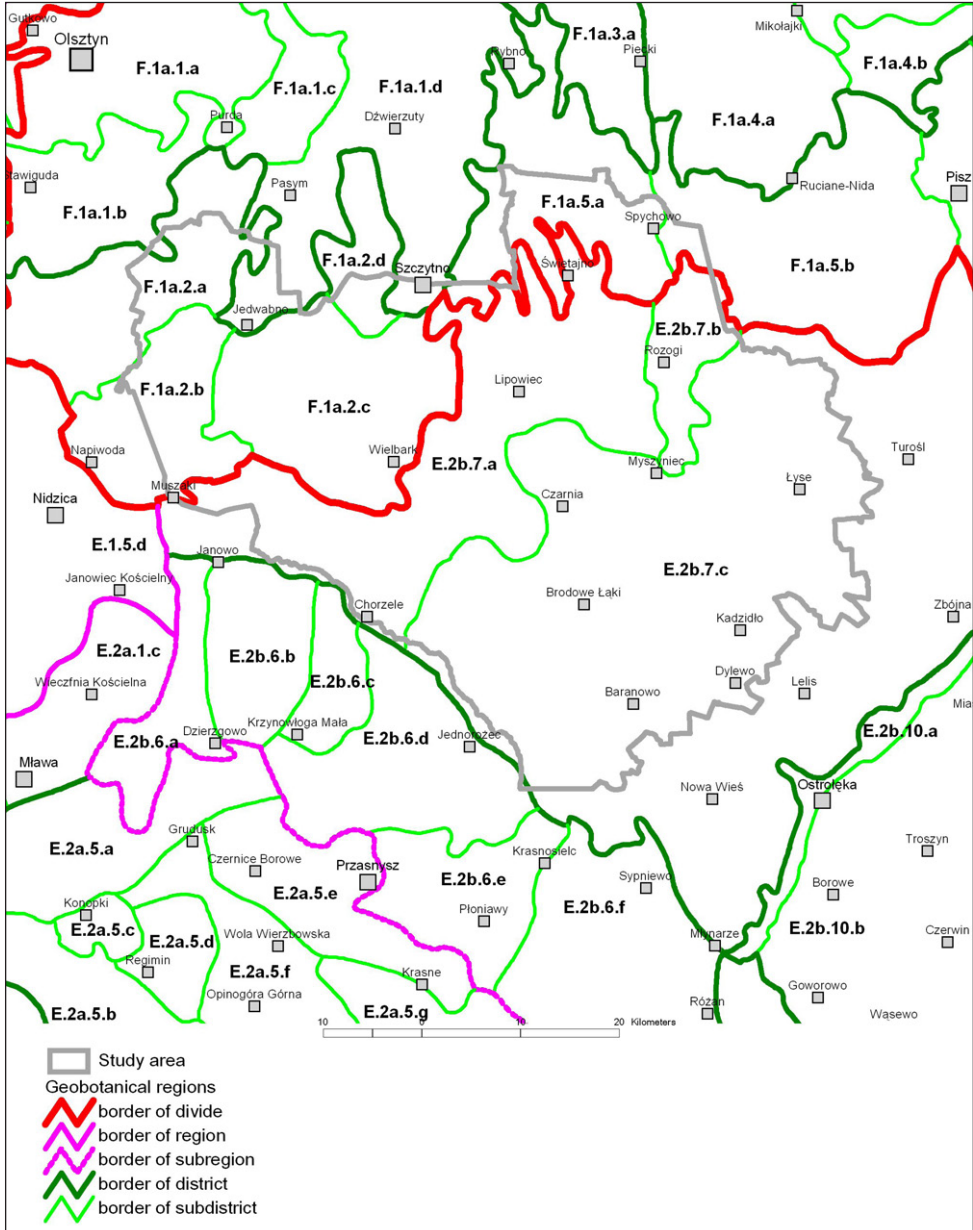 Gutkowo
Olsztyn
F.1a.1.a
F.1a.1.c
Purda
F.1a.1.d
Dźwierzuty
Rybno
F.1a.3.a
Piecki
Mikołajki
F.1a.4.b
F.1a.4.a
Stawiguda
F.1a.1.b
Pasym
F.1a.5.a
Spychowo
Ruciane-Nida
Pisz
F.1a.2.a
F.1a.2.d
Szczytno
Świętajno
F.1a.5.b
Jedwabno
E.2b.7.b
Rozogi
F.1a.2.b
F.1a.2.c
Lipowiec
Napiwoda
Wielbark
E.2b.7.a
Myszyniec
Turośl
Nidzica
Muszaki
Czarnia
Łyse
E.1.5.d
Janowo
Janowiec Kościelny
E.2b.7.c
Chorzele
Brodowe Łąki
Kadzidło
Zbójna
E.2a.1.c
E.2b.6.b
E.2b.6.c
Wieczfnia Kościelna
Dylewo
Lelis
Baranowo
Mia
E.2b.6.a
Dzierzgowo
Krzynowłoga Mała
E.2b.6.d
Jednorożec
E.2b.10.a
Mława
Nowa Wieś
Ostrołęka
E.2a.5.a
Grudusk
Czernice Borowe
Przasnysz
E.2b.6.e
Krasnosielc
Troszyn
E.2a.5.e
Sypniewo
Borowe
Konopki
E.2a.5.c
E.2a.5.d
Płoniawy
E.2b.6.f
E.2b.10.b
Wola Wierzbowska
Młynarze
Czerwin
Regimin
E.2a.5.f
Krasne
Opinogóra Górna
Goworowo
E.2a.5.b
E.2a.5.g
Różan
Wąsewo
10 0 10 20 Kilometers
Study area
Geobotanical regions
border of divide
border of region
border of subregion
border of district
border of subdistrict